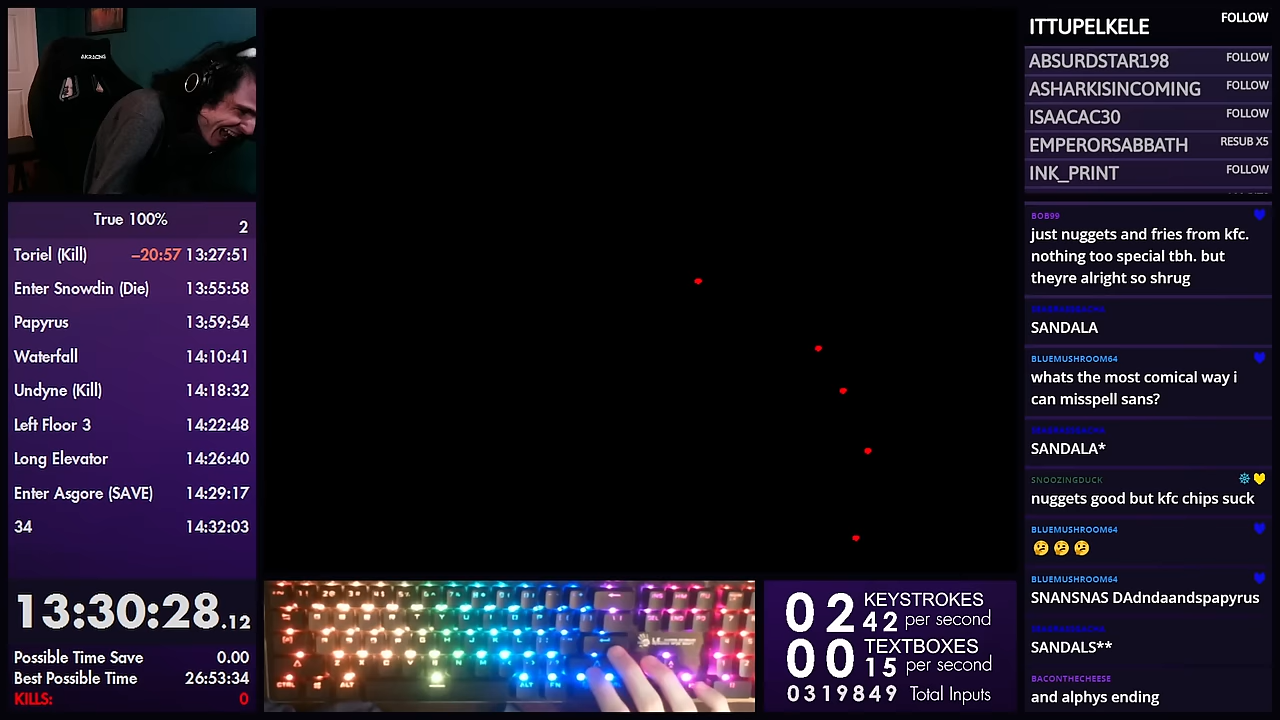 AKRACING
True 100%
2
Toriel (Kill) −20:57 13:27:51
Enter Snowdin (Die) 13:55:58
Papyrus 13:59:54
Waterfall 14:10:41
Undyne (Kill) 14:18:32
Left Floor 3 14:22:48
Long Elevator 14:26:40
Enter Asgore (SAVE) 14:29:17
34 14:32:03
13:30:28.12
Possible Time Save 0.00
Best Possible Time 26:53:34
KILLS: 0
02 KEYSTROKES
42 per second
00 TEXTBOXES
15 per second
0319849 Total Inputs
ITTUPELKELE FOLLOW
ABSURDSTAR198 FOLLOW
ASHARKISINCOMING FOLLOW
ISAACAC30 FOLLOW
EMPERORSABBATH RESUB X5
INK_PRINT FOLLOW
BOB99
just nuggets and fries from kfc.
nothing too special tbh. but
theyre alright so shrug
SANDALA
BLUEMUSHROOM64
whats the most comical way i
can misspell sans?
SANDALA*
SNOOZINGDUCK
nuggets good but kfc chips suck
BLUEMUSHROOM64
BLUEMUSHROOM64
SNANSNAS DAdndaandspapyrus
SANDALS**
BACONTHECHEESE
and alphys ending